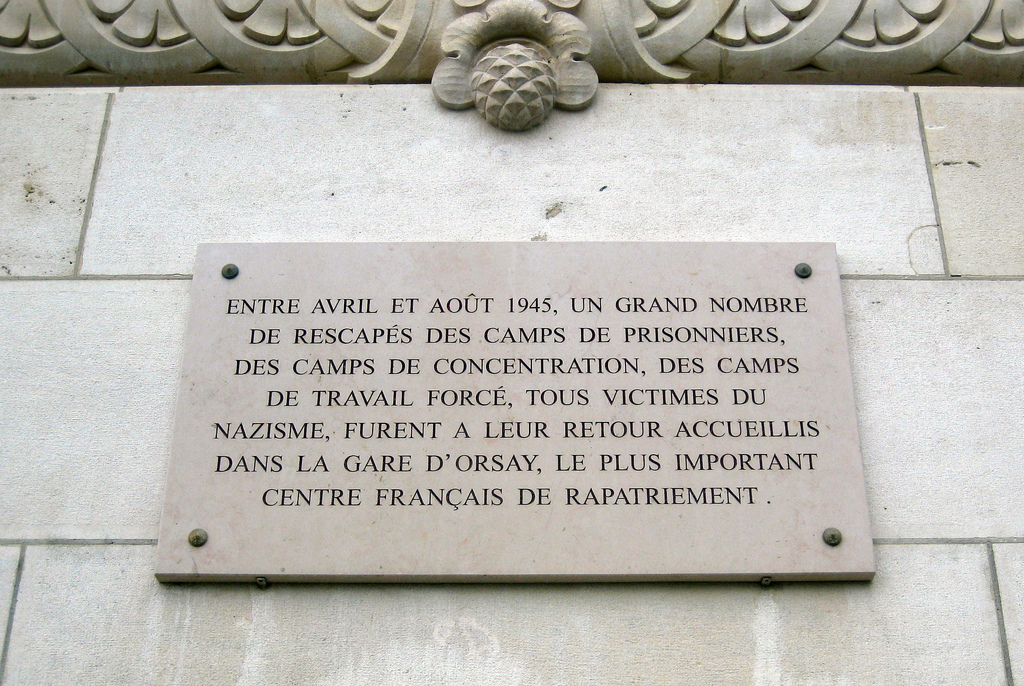 ENTRE AVRIL ET AOÛT 1945, UN GRAND NOMBRE
DE RESCAPÉS DES CAMPS DE PRISONNIERS,
DES CAMPS DE CONCENTRATION, DES CAMPS
DE TRAVAIL FORCÉ, TOUS VICTIMES DU
NAZISME, FURENT A LEUR RETOUR ACCUEILLIS
DANS LA GARE D'ORSAY, LE PLUS IMPORTANT
CENTRE FRANÇAIS DE RAPATRIEMENT .